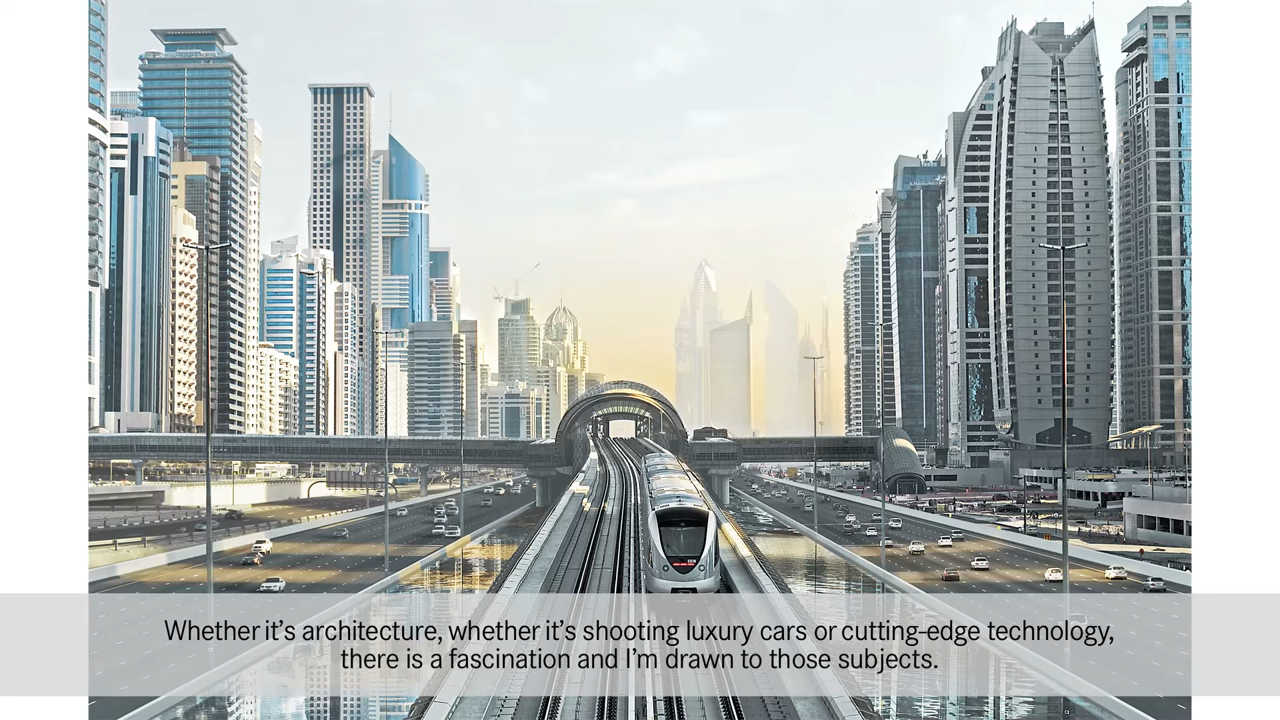 Whether it's architecture, whether it's shooting luxury cars or cutting-edge technology,
there is a fascination and I'm drawn to those subjects.